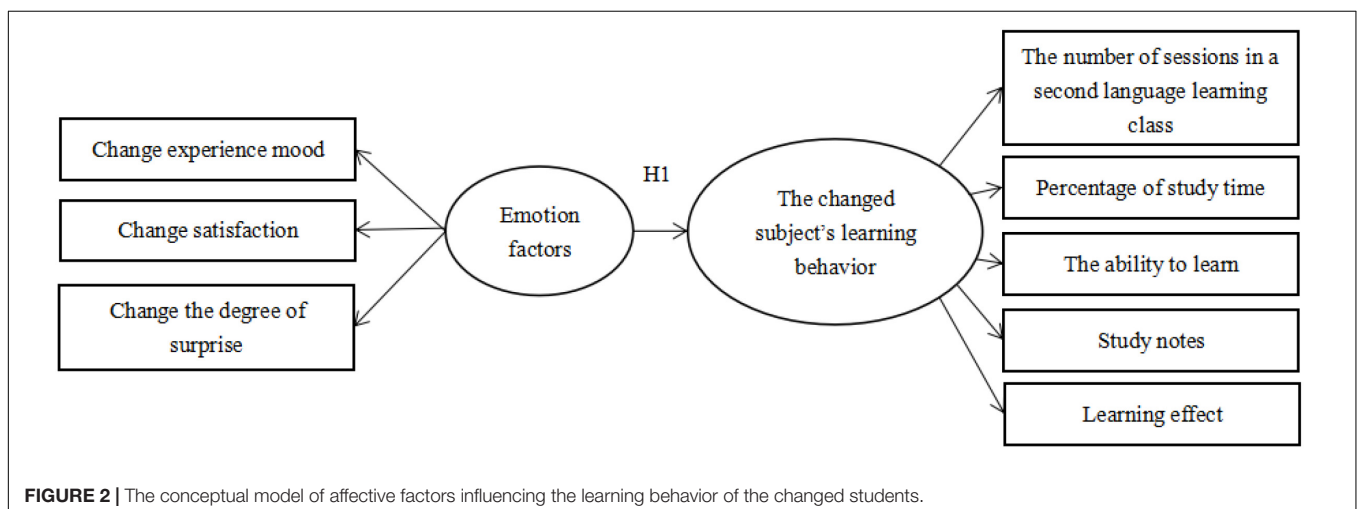 Change experience mood
Change satisfaction
Change the degree of
surprise
Emotion
factors
H1
The changed
subject's learning
behavior
The number of sessions in a
second language learning
class
Percentage of study time
The ability to learn
Study notes
Learning effect
FIGURE 2 | The conceptual model of affective factors influencing the learning behavior of the changed students.